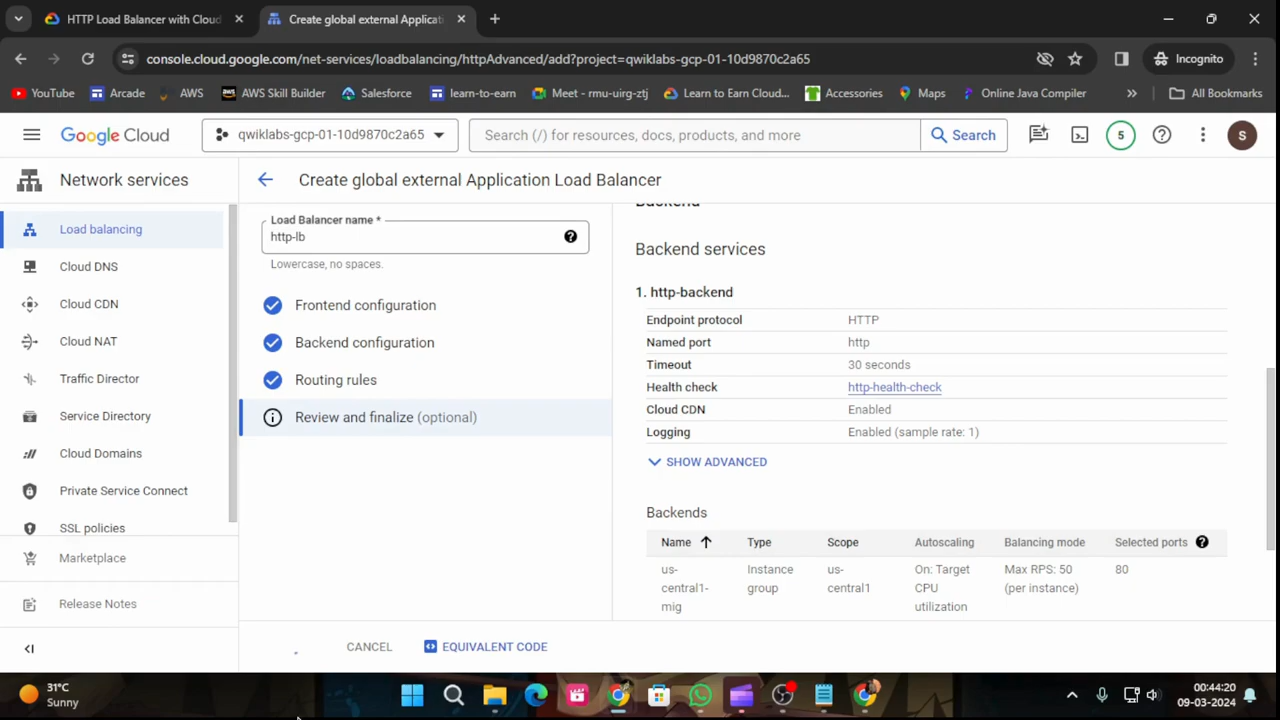 HTTP Load Balancer with Cloud
Create global external Applicati
console.cloud.google.com/net-services/loadbalancing/httpAdvanced/add?project=qwiklabs-gcp-01-10d9870c2a65
Incognito
YouTube
Arcade
AWS
AWS Skill Builder
Salesforce
learn-to-earn
Meet - rmu-uirg-ztj
Learn to Earn Cloud...
Accessories
Maps
Online Java Compiler
All Bookmarks
Google Cloud
qwiklabs-gcp-01-10d9870c2a65
Search (/) for resources, docs, products, and more
Search
5
S
Network services
Create global external Application Load Balancer
Load balancing
Cloud DNS
Cloud CDN
Cloud NAT
Traffic Director
Service Directory
Cloud Domains
Private Service Connect
SSL policies
Marketplace
Release Notes
Load Balancer name *
http-lb
Lowercase, no spaces.
Frontend configuration
Backend configuration
Routing rules
Review and finalize (optional)
CANCEL
EQUIVALENT CODE
Backend
Backend services
1. http-backend
Endpoint protocol HTTP
Named port http
Timeout 30 seconds
Health check http-health-check
Cloud CDN Enabled
Logging Enabled (sample rate: 1)
SHOW ADVANCED
Backends
Name Type Scope Autoscaling Balancing mode Selected ports
us- Instance us- On: Target Max RPS: 50 80
central1- group central1 CPU (per instance)
mig utilization
31°C
Sunny
00:44:20
09-03-2024